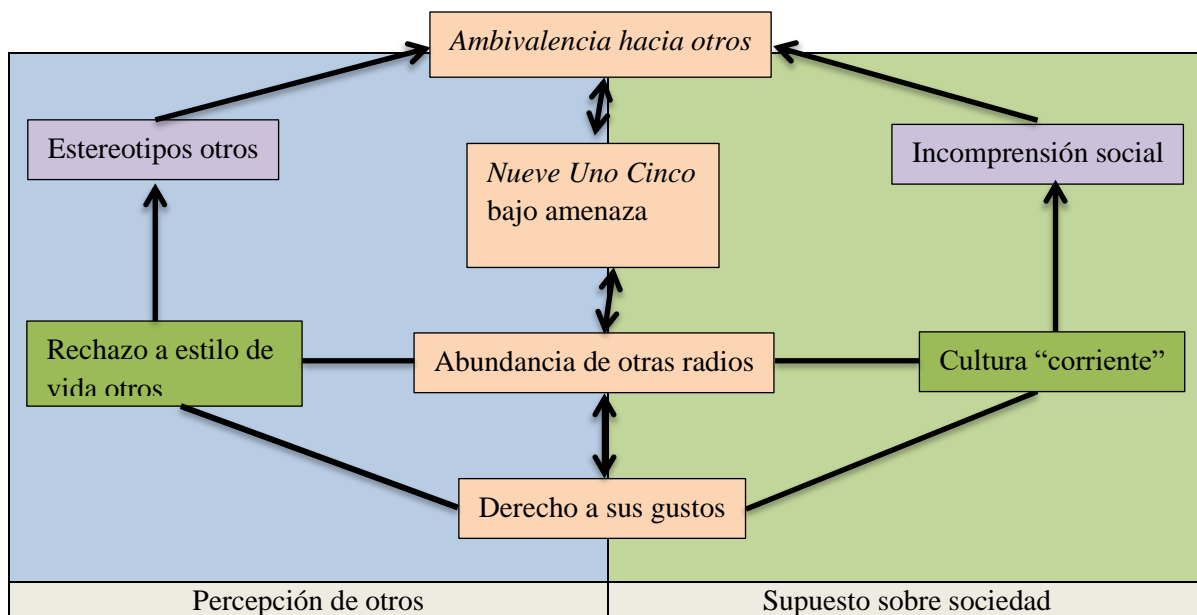 Ambivalencia hacia otros
Estereotipos otros
Nueve Uno Cinco
bajo amenaza
Incomprensión social
Rechazo a estilo de
vida otros
Abundancia de otras radios
Cultura “corriente”
Derecho a sus gustos
Percepción de otros
Supuesto sobre sociedad